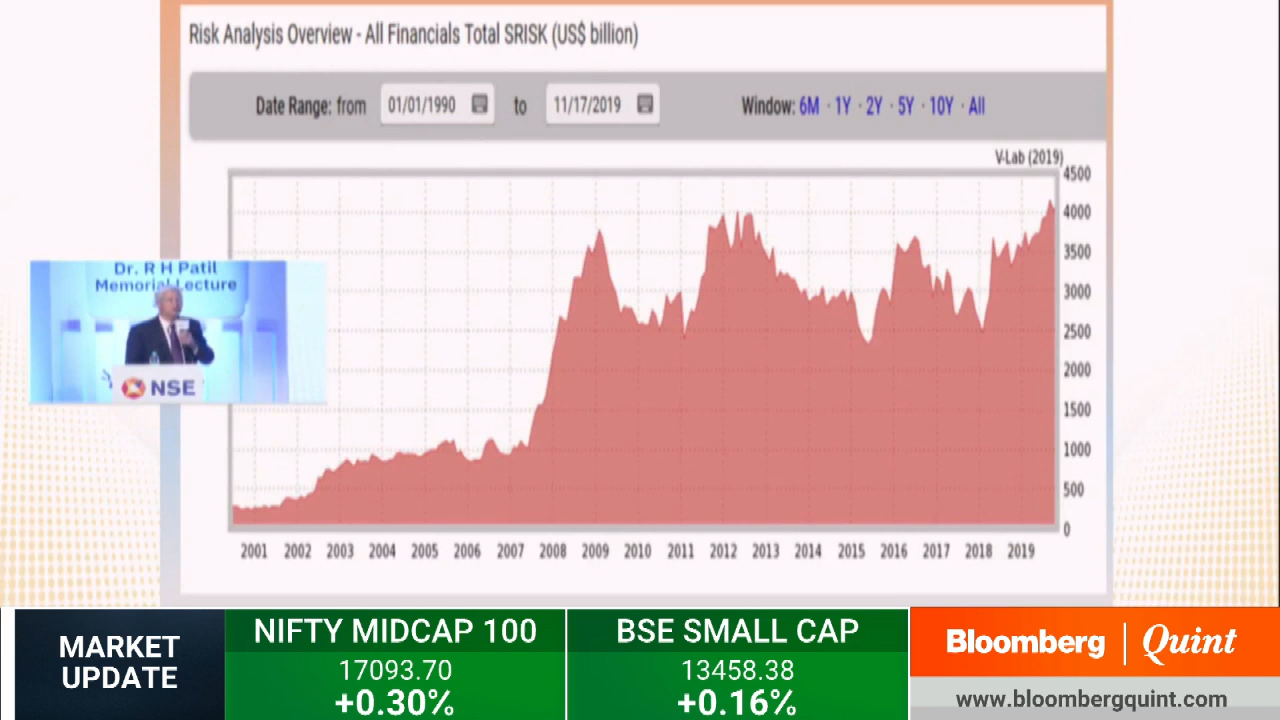 Risk Analysis Overview - All Financials Total SRISK (US$ billion)
Date Range: from 01/01/1990 to 11/17/2019 Window: 6M · 1Y · 2Y · 5Y · 10Y · All
V-Lab (2019)
4500
4000
3500
3000
2500
2000
1500
1000
500
0
2001 2002 2003 2004 2005 2006 2007 2008 2009 2010 2011 2012 2013 2014 2015 2016 2017 2018 2019
Dr. R H Patil
Memorial Lecture
NSE
MARKET
UPDATE
NIFTY MIDCAP 100
17093.70
+0.30%
BSE SMALL CAP
13458.38
+0.16%
Bloomberg | Quint
www.bloombergquint.com